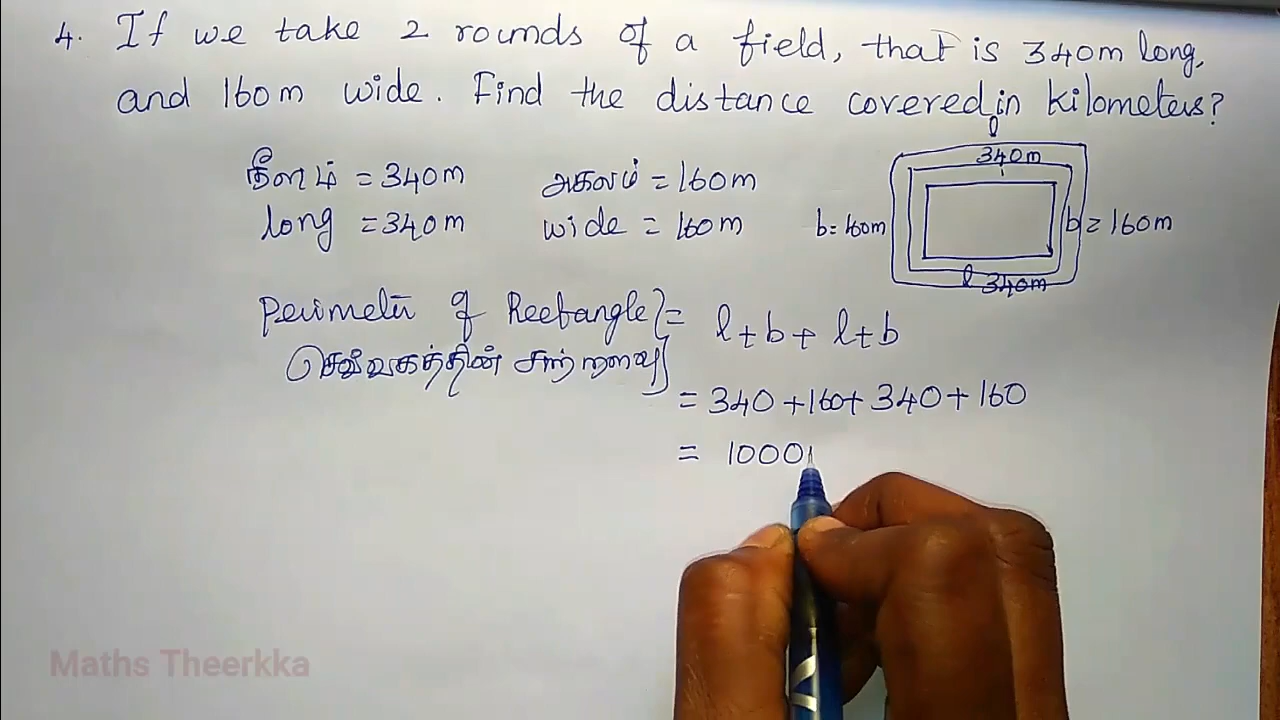 4. If we take 2 rounds of a field, that is 340m long,
and 160m wide. Find the distance covered in kilometers?
நீளம் = 340m அகலம் = 160m
long = 340m wide = 160m
l
340m
b = 160m
b = 160m
l 340m
Perimeter of Rectangle } = l + b + l + b
செவ்வகத்தின் சுற்றளவு
= 340 + 160 + 340 + 160
= 1000
Maths Theerkka